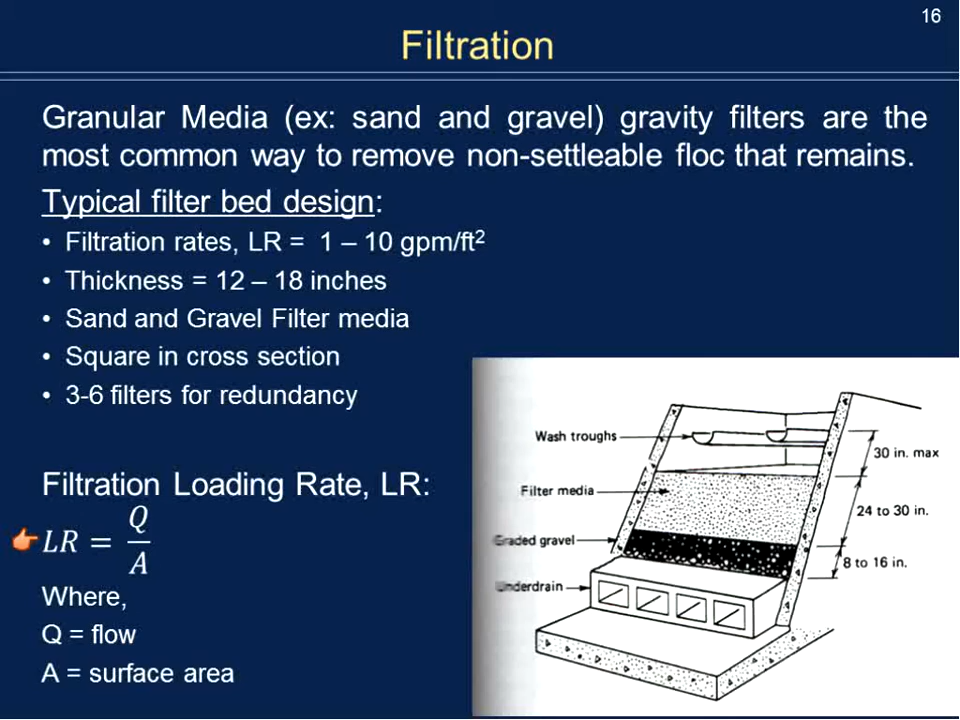 16
Filtration
Granular Media (ex: sand and gravel) gravity filters are the
most common way to remove non-settleable floc that remains.
Typical filter bed design:
• Filtration rates, LR = 1 – 10 gpm/ft²
• Thickness = 12 – 18 inches
• Sand and Gravel Filter media
• Square in cross section
• 3-6 filters for redundancy
Filtration Loading Rate, LR:
LR = Q/A
Where,
Q = flow
A = surface area
Wash troughs
30 in. max
Filter media
24 to 30 in.
Graded gravel
8 to 16 in.
Underdrain